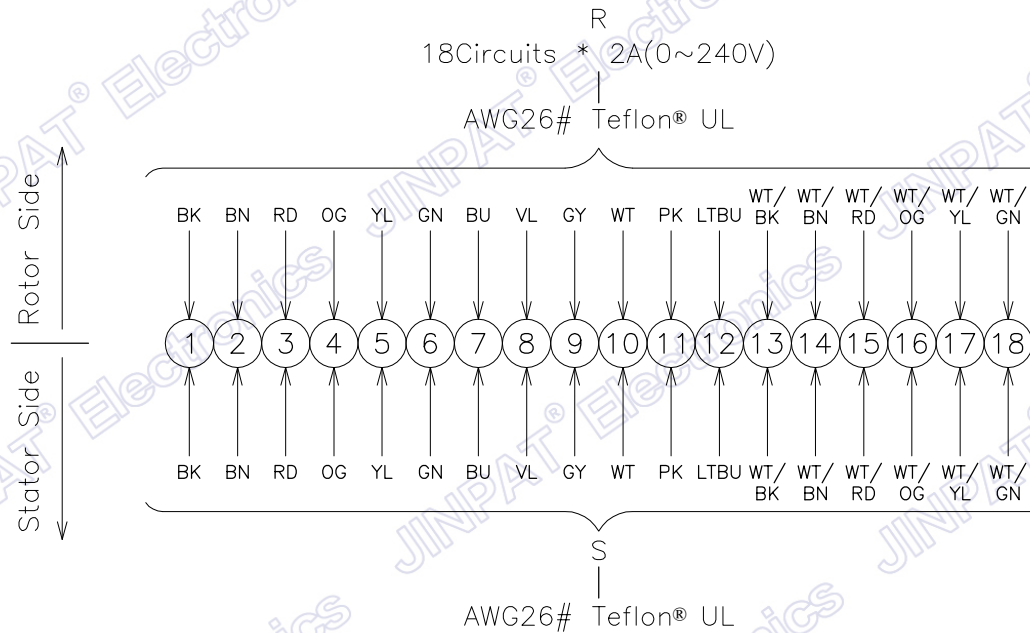 R
18Circuits * 2A(0~240V)
AWG26# Teflon® UL
Rotor Side
BK BN RD OG YL GN BU VL GY WT PK LTBU WT/BK WT/BN WT/RD WT/OG WT/YL WT/GN
1 2 3 4 5 6 7 8 9 10 11 12 13 14 15 16 17 18
Stator Side
BK BN RD OG YL GN BU VL GY WT PK LTBU WT/BK WT/BN WT/RD WT/OG WT/YL WT/GN
S
AWG26# Teflon® UL
JINPAT® Electronics